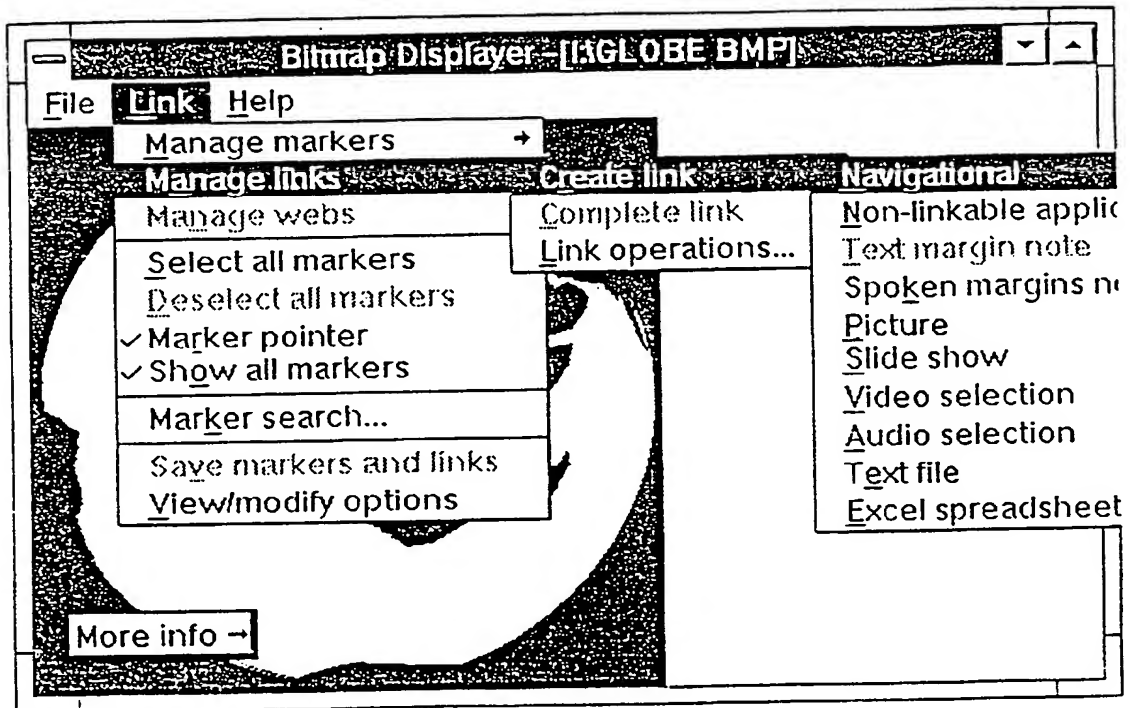 Bitmap Displayer-[I:\GLOBE BMP]
File Link Help
Manage markers →
Manage links
Manage webs
Select all markers
Deselect all markers
✓ Marker pointer
✓ Show all markers
Marker search...
Save markers and links
View/modify options
Create link
Complete link
Link operations...
Navigational
Non-linkable applic
Text margin note
Spoken margins n
Picture
Slide show
Video selection
Audio selection
Text file
Excel spreadsheet
More info →